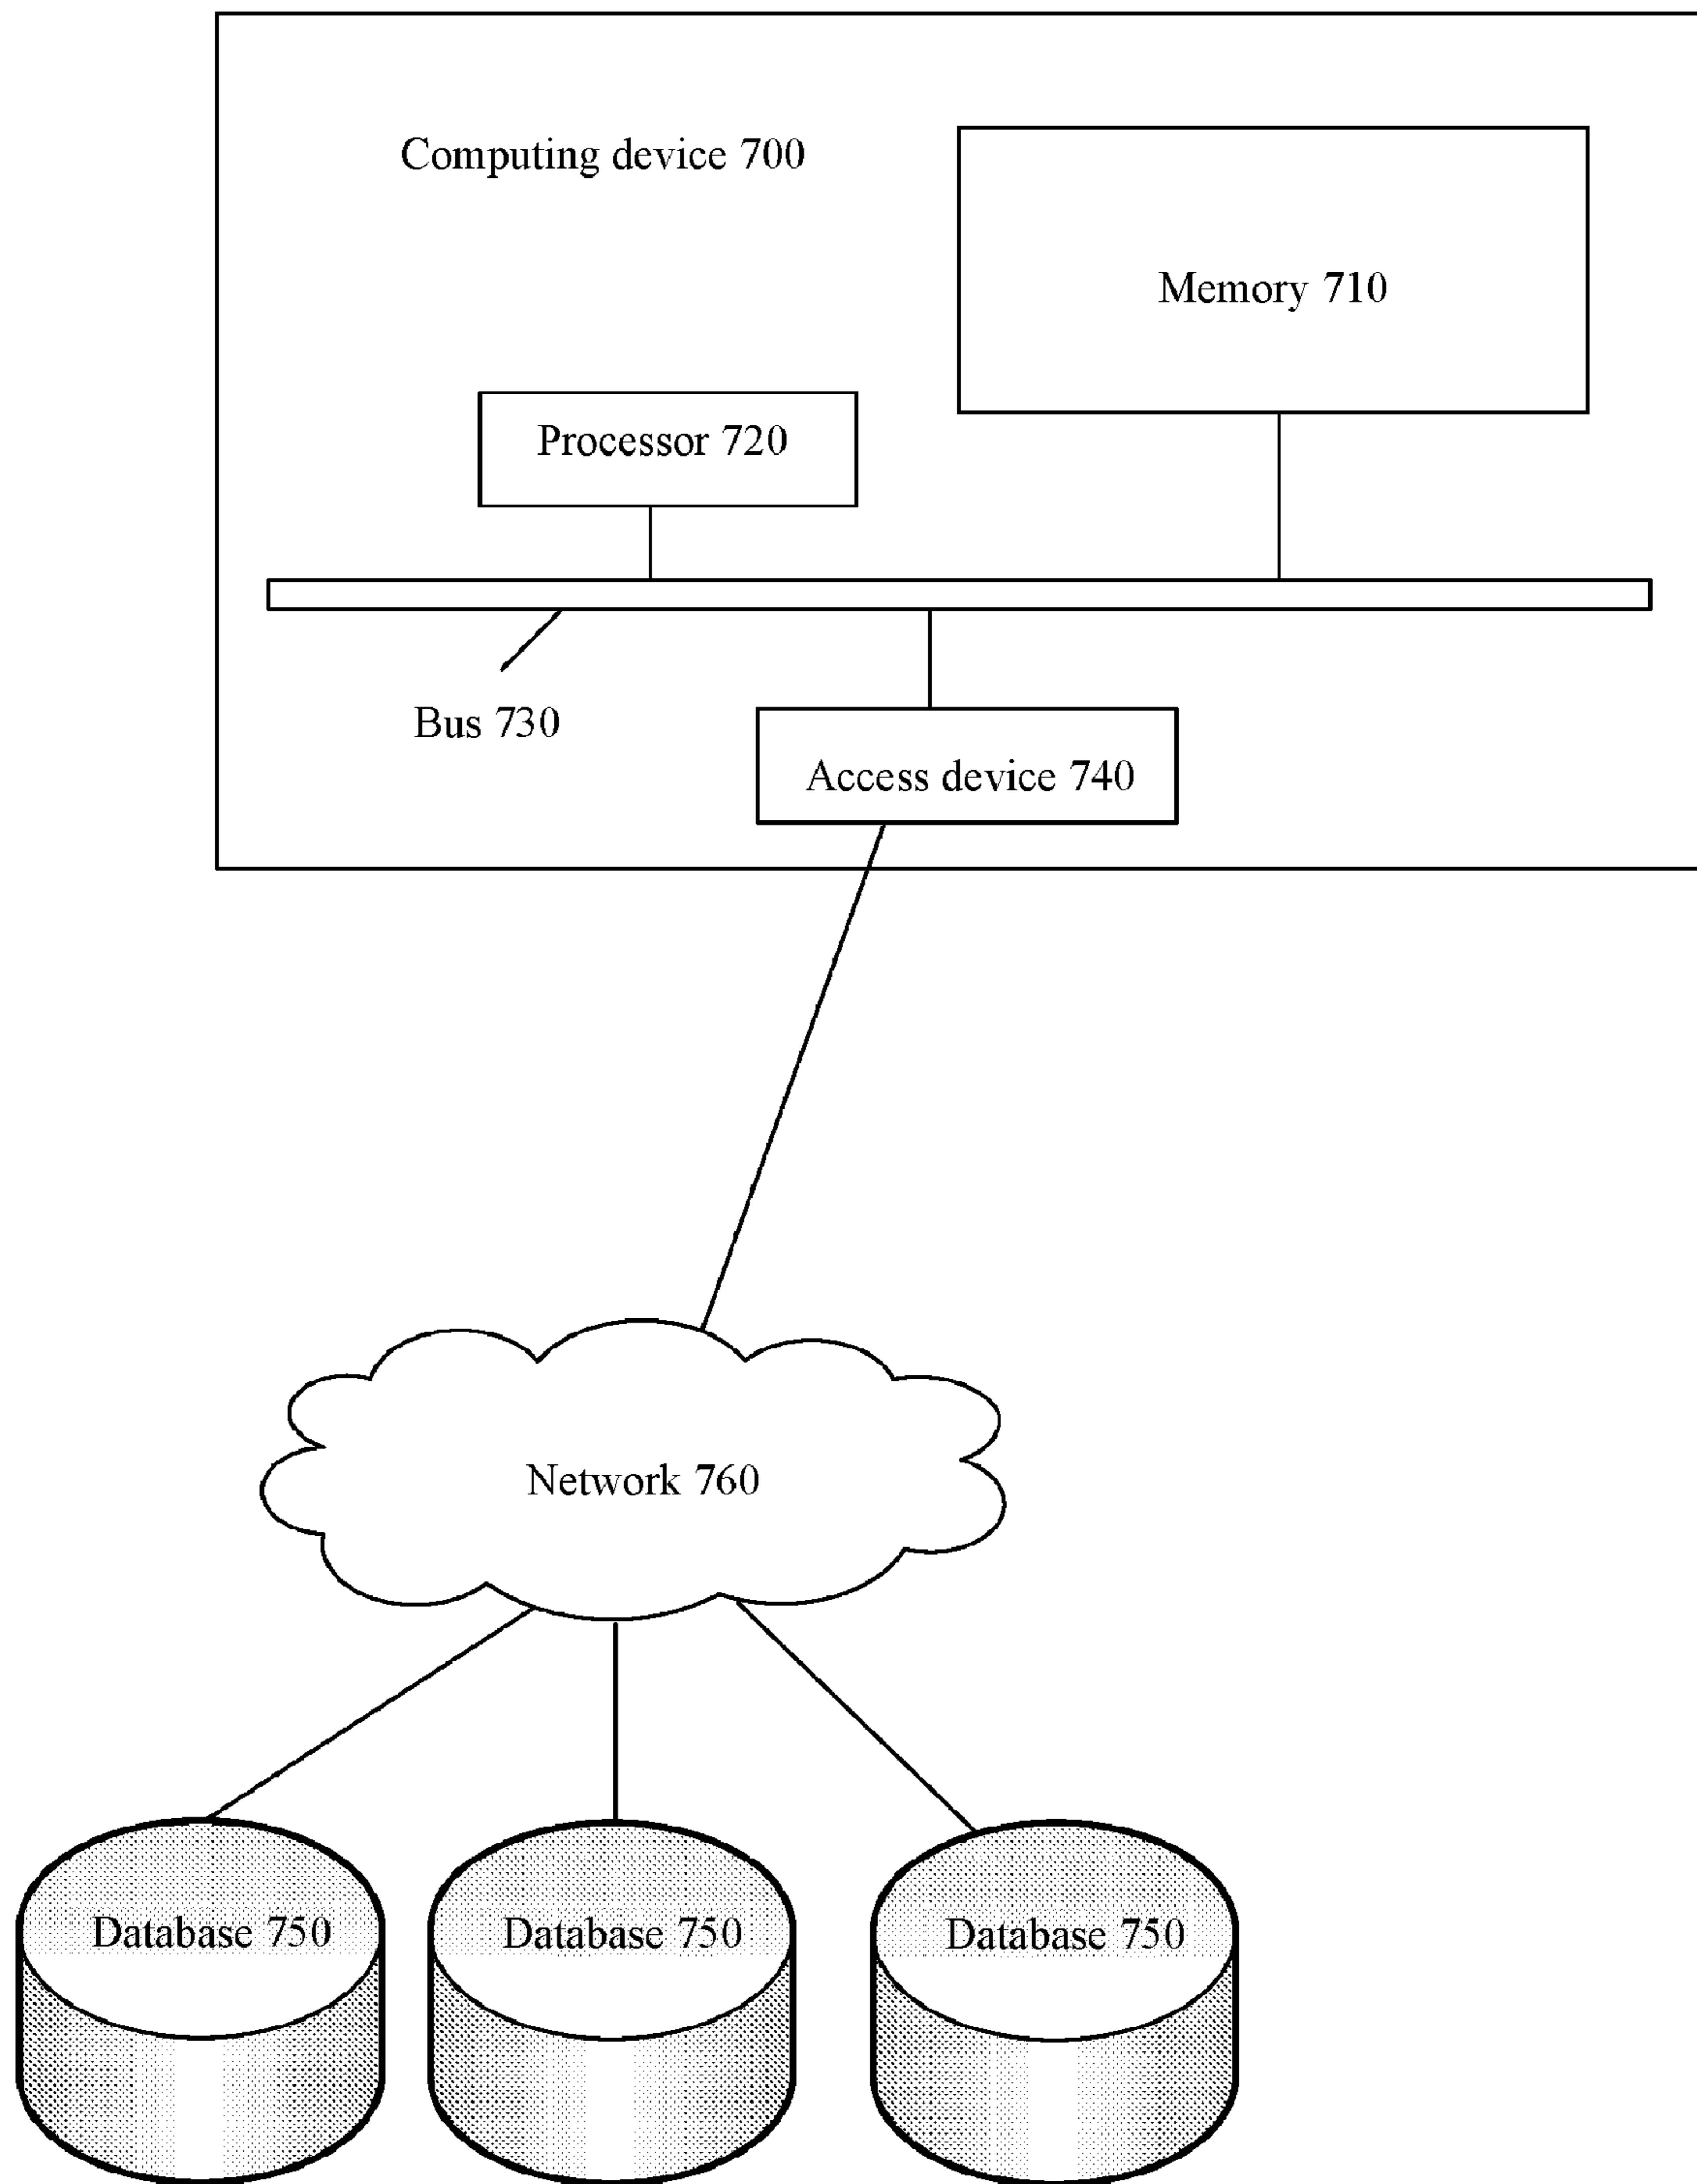 Computing device 700
Memory 710
Processor 720
Bus 730
Access device 740
Network 760
Database 750
Database 750
Database 750